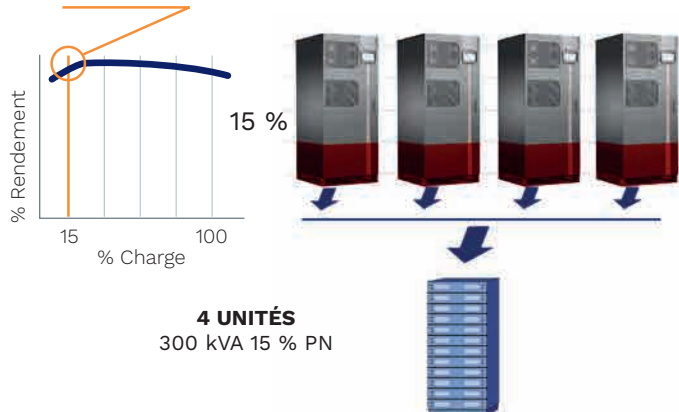 % Rendement
15
100
% Charge
15 %
4 UNITÉS
300 kVA 15 % PN